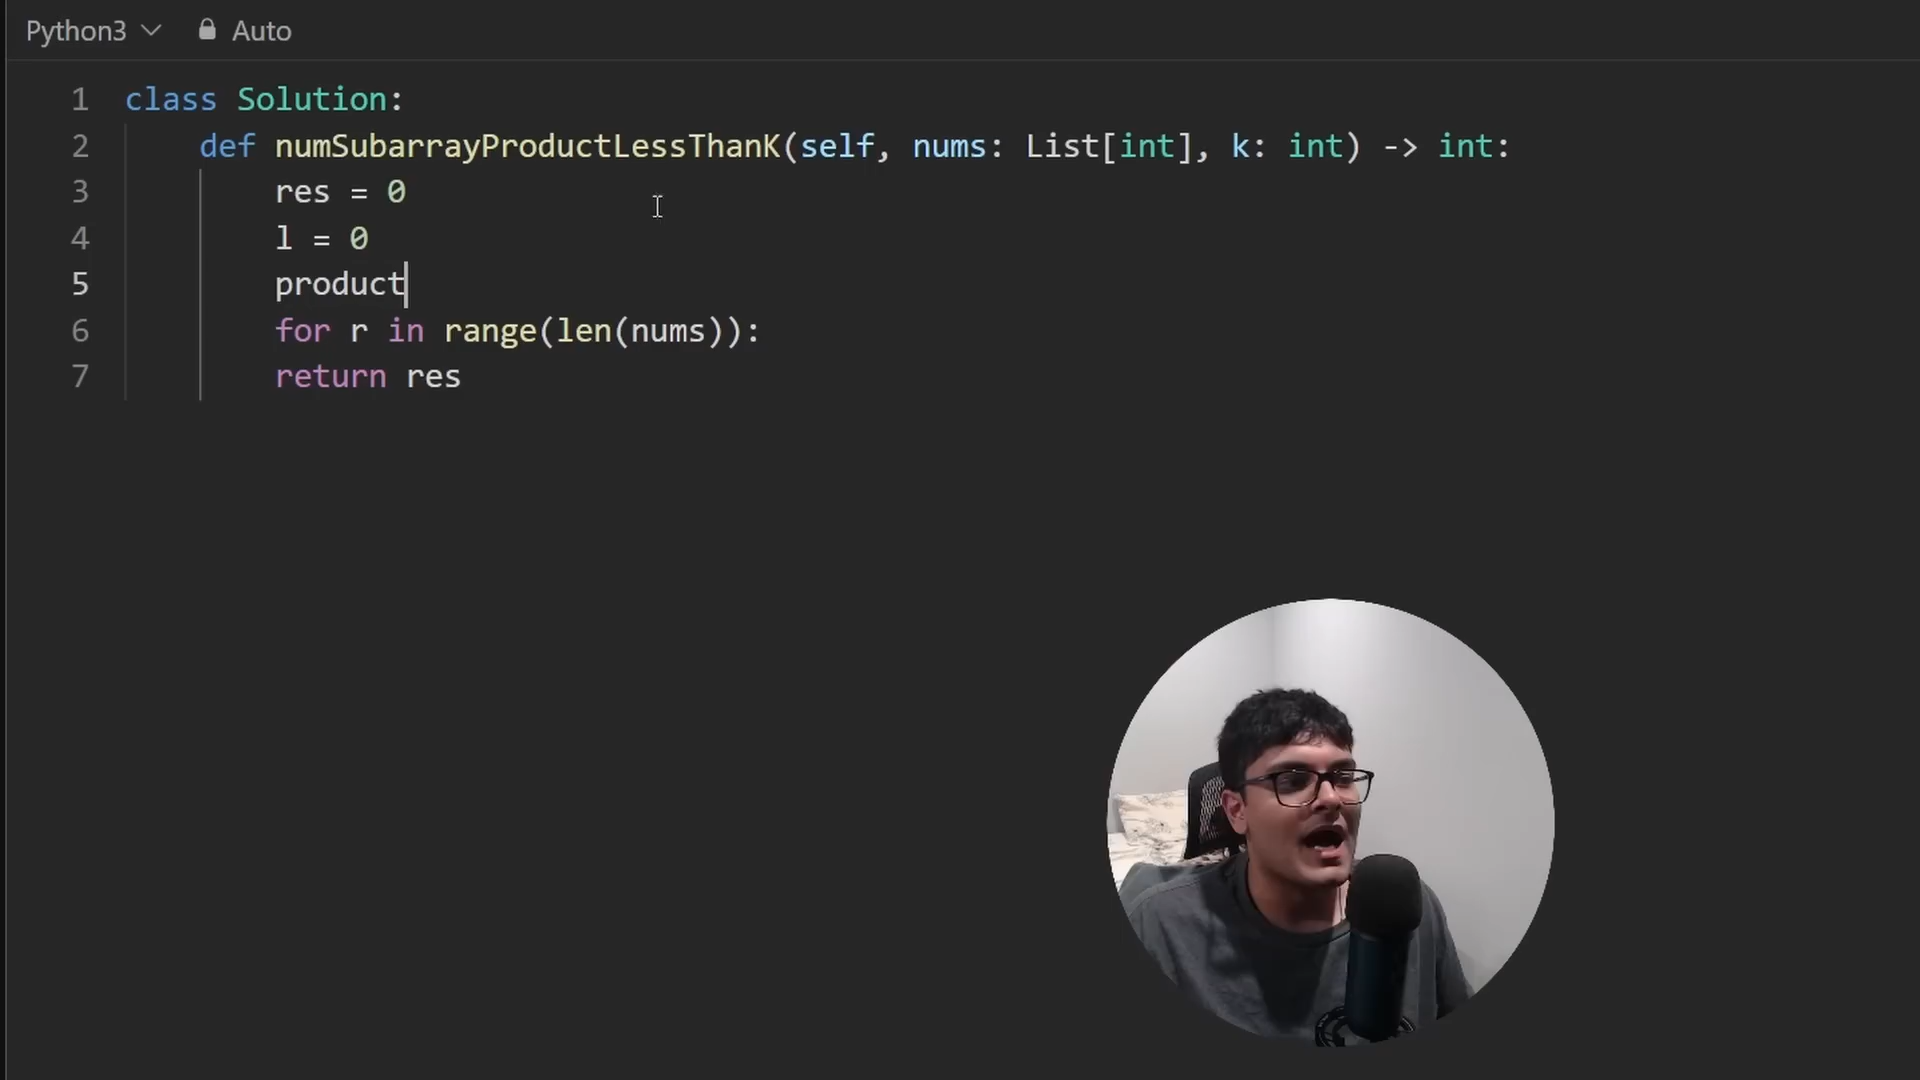 Python3 Auto
1 class Solution:
2 def numSubarrayProductLessThanK(self, nums: List[int], k: int) -> int:
3 res = 0
4 l = 0
5 product
6 for r in range(len(nums)):
7 return res